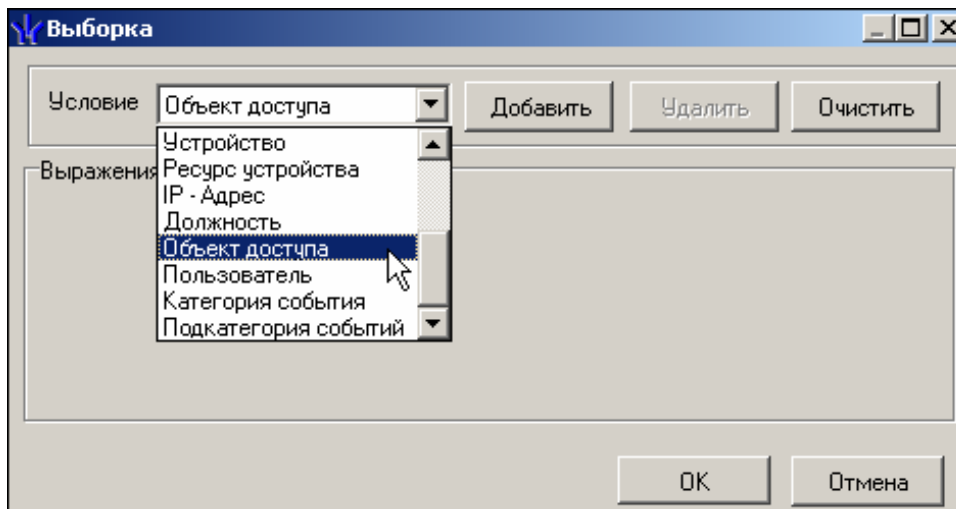 Выборка
Условие Объект доступа Добавить Удалить Очистить
Устройство
Ресурс устройства
IP - Адрес
Должность
Объект доступа
Пользователь
Категория события
Подкатегория событий
Выражения
OK Отмена